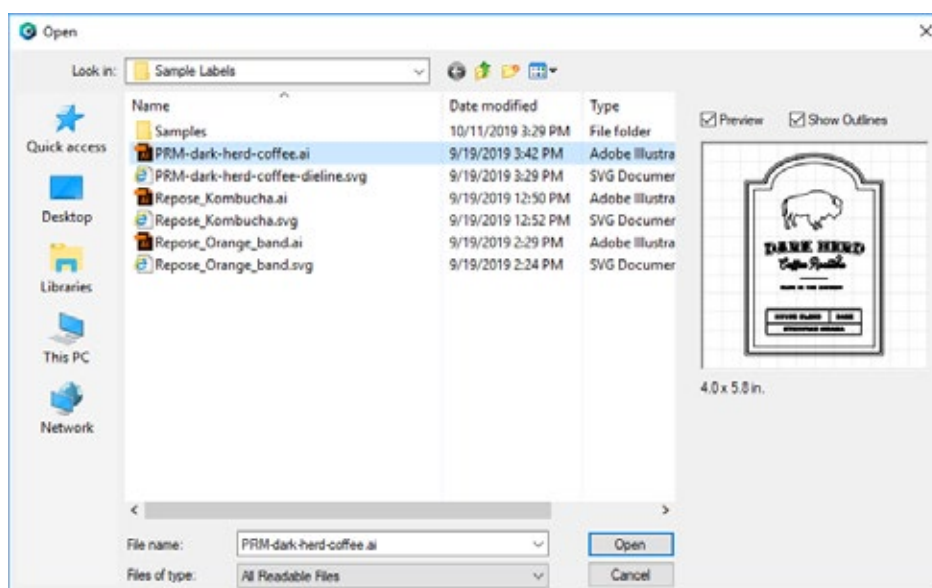 Open
Look in: Sample Labels
Quick access
Desktop
Libraries
This PC
Network
Name Date modified Type
Samples 10/11/2019 3:29 PM File folder
PRM-dark-herd-coffee.ai 9/19/2019 3:42 PM Adobe Illustra
PRM-dark-herd-coffee-dieline.svg 9/19/2019 3:29 PM SVG Documer
Repose_Kombucha.ai 9/19/2019 12:50 PM Adobe Illustra
Repose_Kombucha.svg 9/19/2019 12:52 PM SVG Documer
Repose_Orange_band.ai 9/19/2019 2:29 PM Adobe Illustra
Repose_Orange_band.svg 9/19/2019 2:24 PM SVG Documer
File name: PRM-dark-herd-coffee.ai Open
Files of type: All Readable Files Cancel
Preview Show Outlines
DARK HERD
Coffee Roasters
4.0 x 5.8 in.